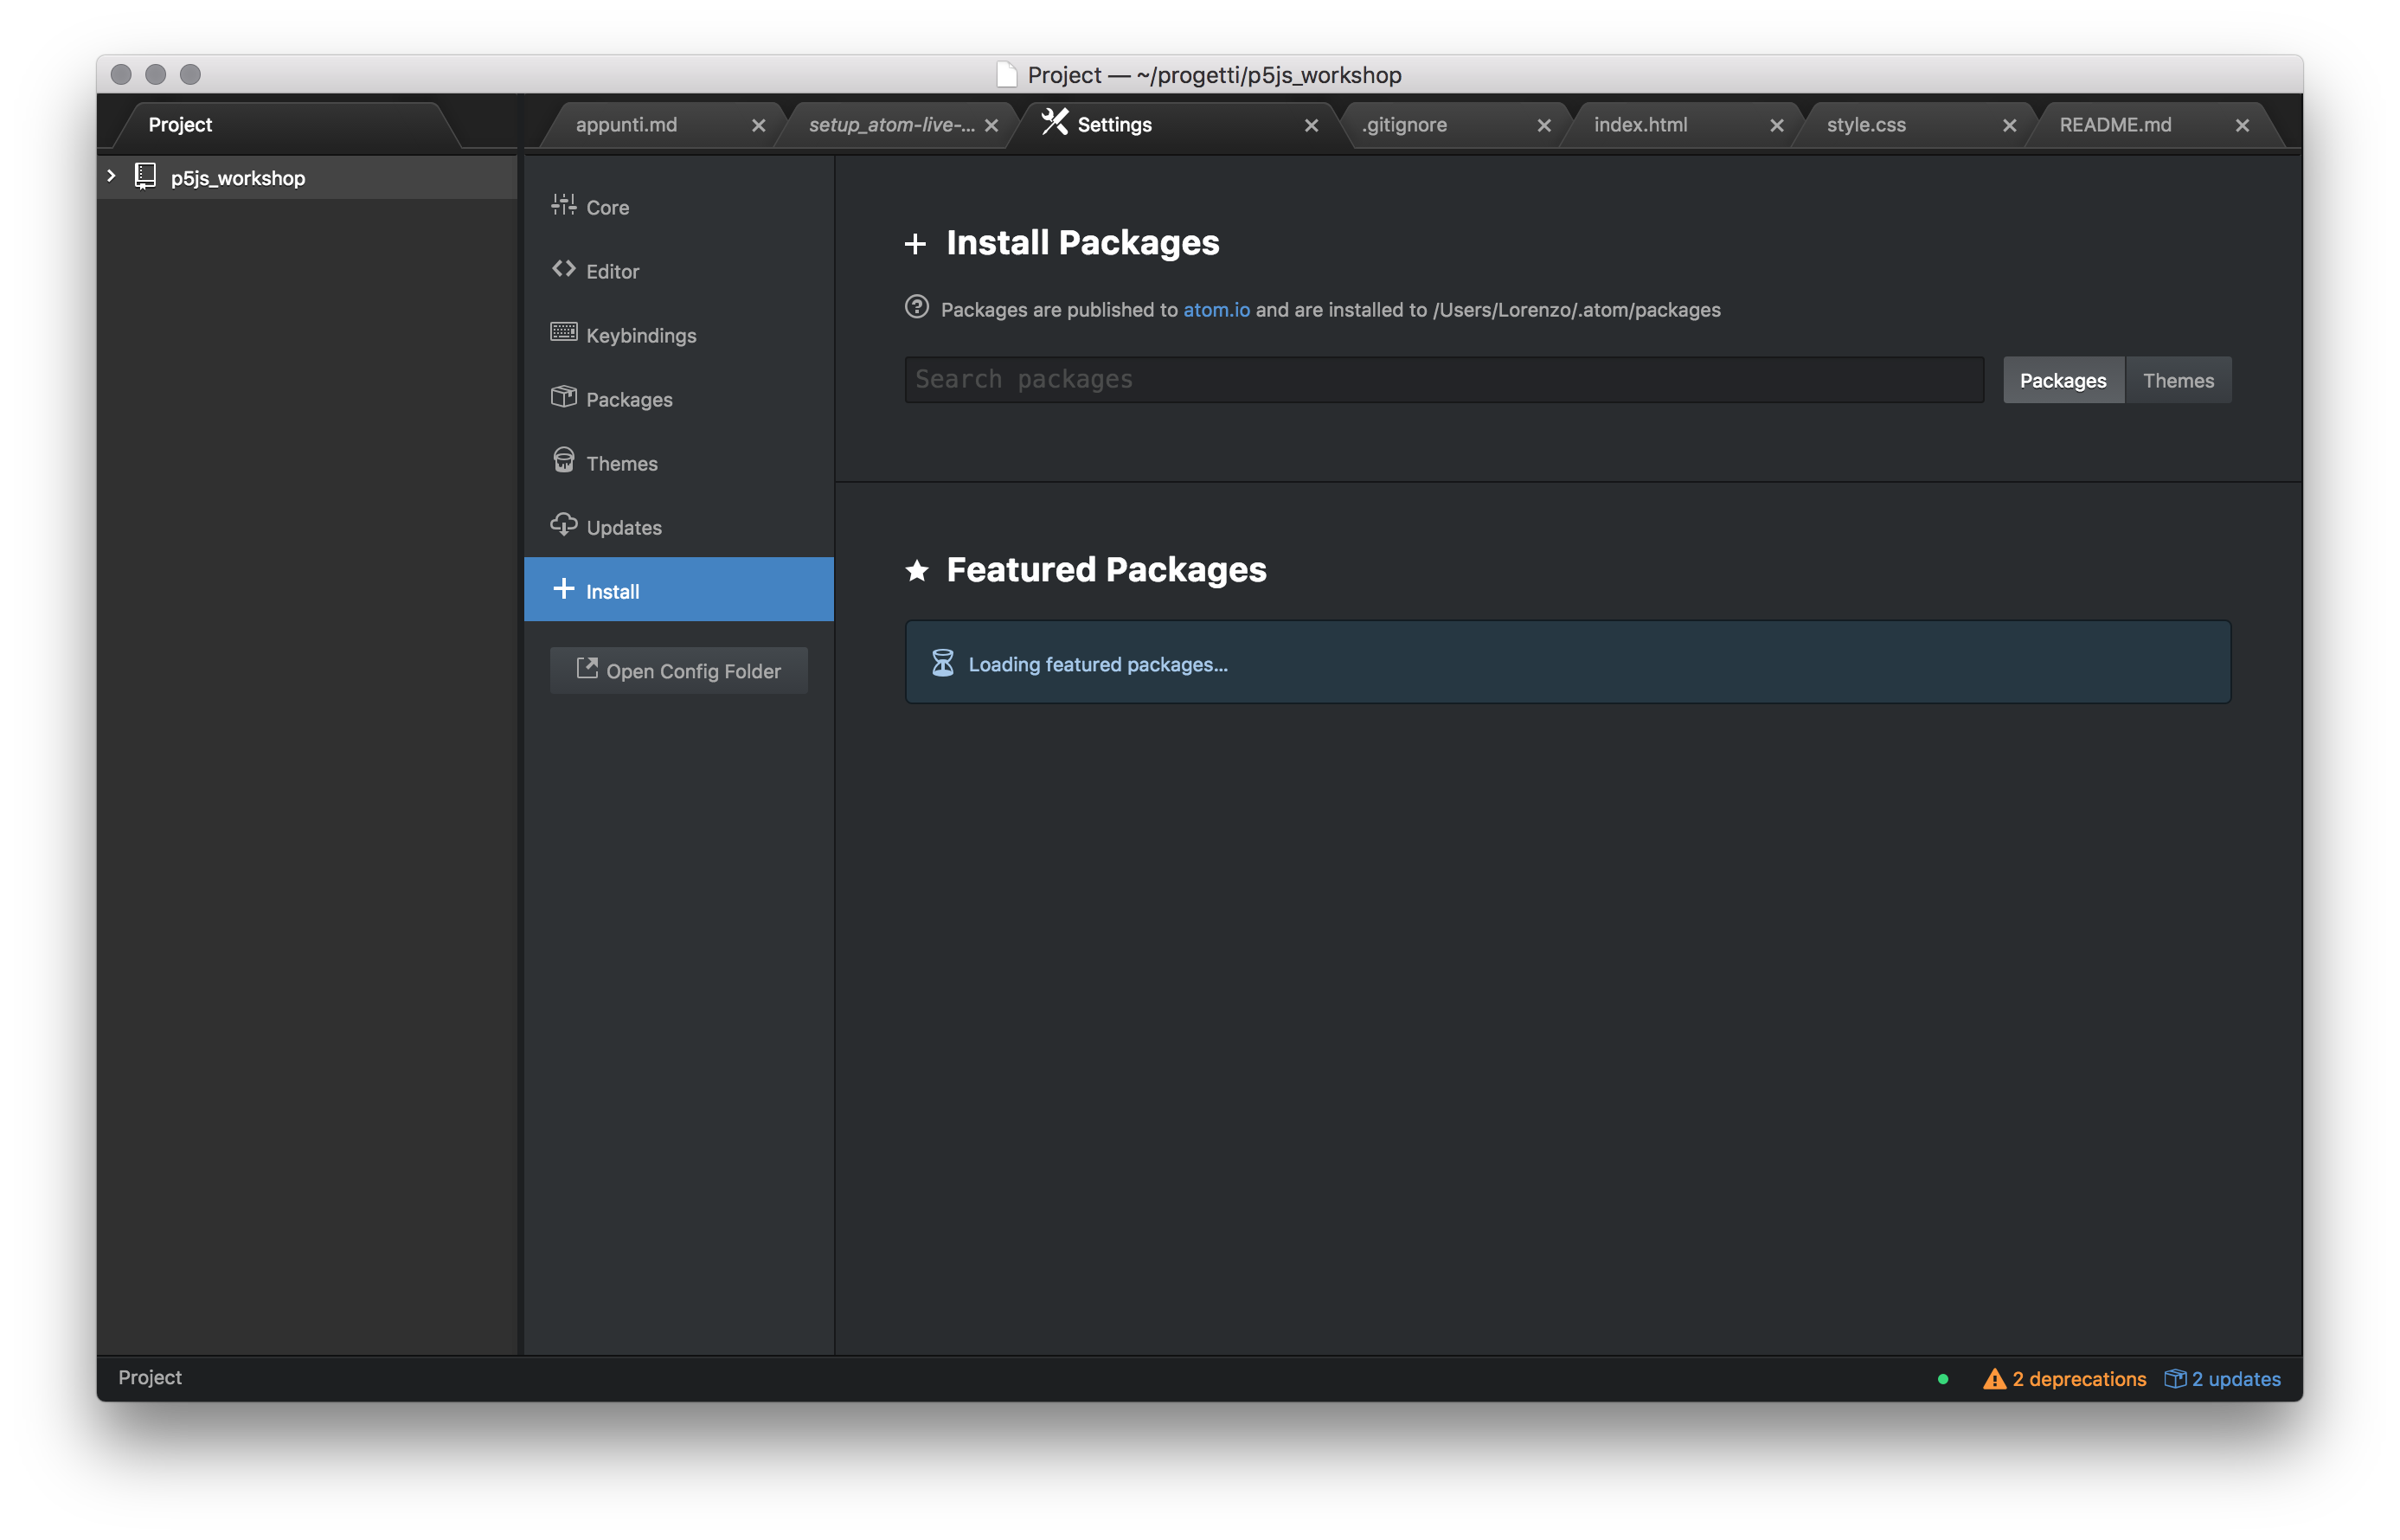 Project — ~/progetti/p5js_workshop
Project
appunti.md
setup_atom-live-...
Settings
.gitignore
index.html
style.css
README.md
p5js_workshop
Core
Editor
Keybindings
Packages
Themes
Updates
Install
Open Config Folder
Install Packages
Packages are published to atom.io and are installed to /Users/Lorenzo/.atom/packages
Search packages
Packages
Themes
Featured Packages
Loading featured packages...
Project
2 deprecations
2 updates